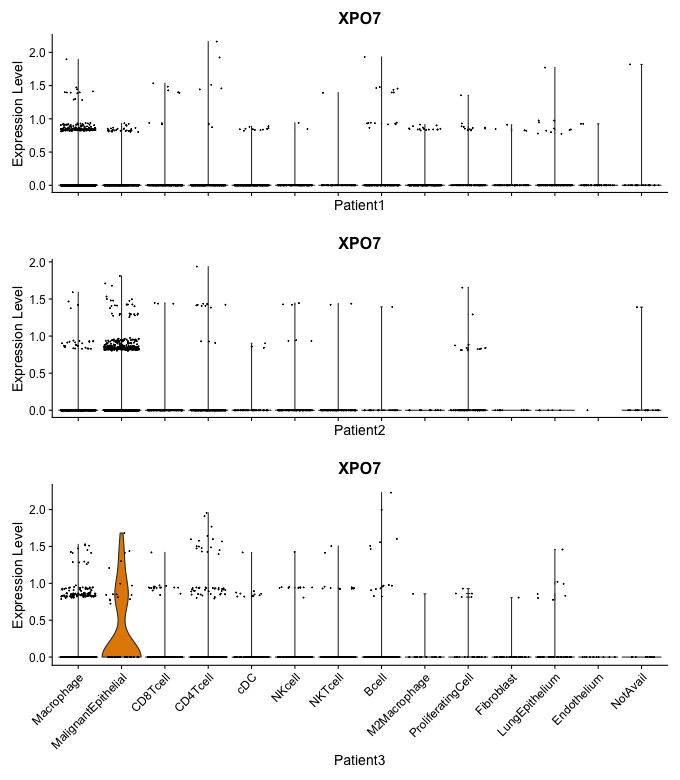 XPO7
Expression Level
2.0
1.5
1.0
0.5
0.0
Patient1
XPO7
Expression Level
2.0
1.5
1.0
0.5
0.0
Patient2
XPO7
Expression Level
2.0
1.5
1.0
0.5
0.0
Macrophage
MalignantEpithelial
CD8Tcell
CD4Tcell
cDC
NKcell
NKTcell
Bcell
M2Macrophage
ProliferatingCell
Fibroblast
LungEpithelium
Endothelium
NotAvail
Patient3